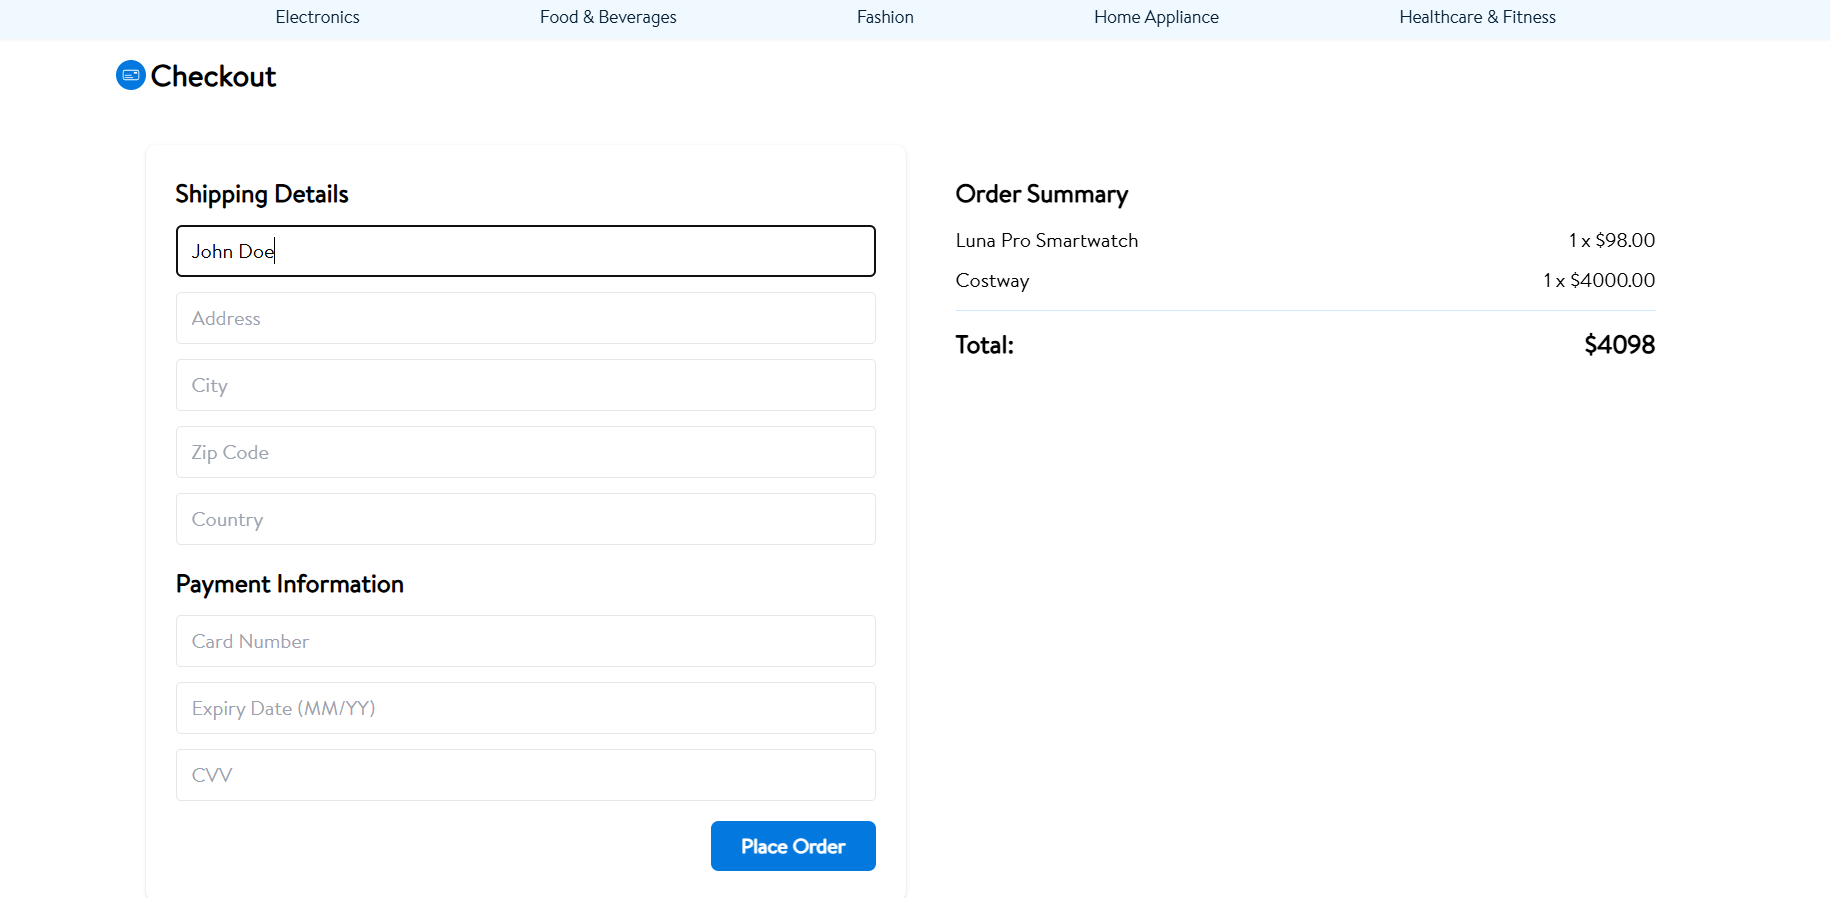 Electronics Food & Beverages Fashion Home Appliance Healthcare & Fitness
Checkout
Shipping Details
John Doe
Address
City
Zip Code
Country
Payment Information
Card Number
Expiry Date (MM/YY)
CVV
Place Order
Order Summary
Luna Pro Smartwatch 1 x $98.00
Costway 1 x $4000.00
Total: $4098